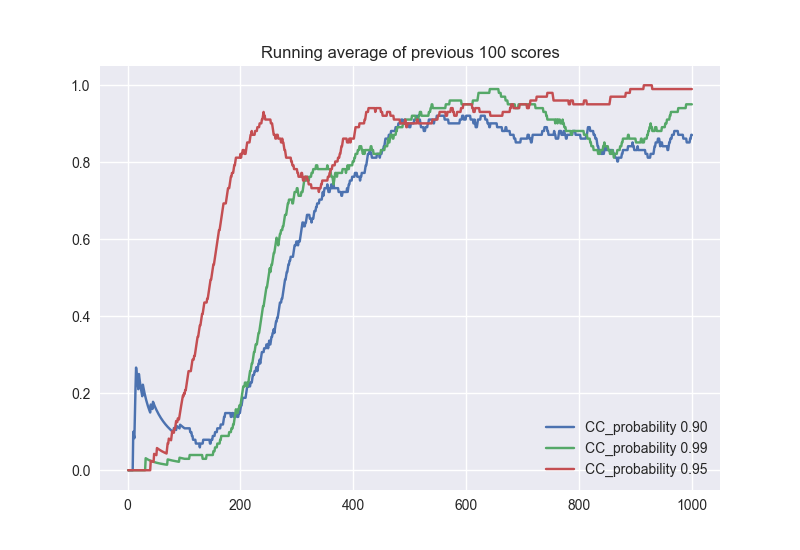 Running average of previous 100 scores
1.0
0.8
0.6
0.4
0.2
0.0
0 200 400 600 800 1000
CC_probability 0.90
CC_probability 0.99
CC_probability 0.95